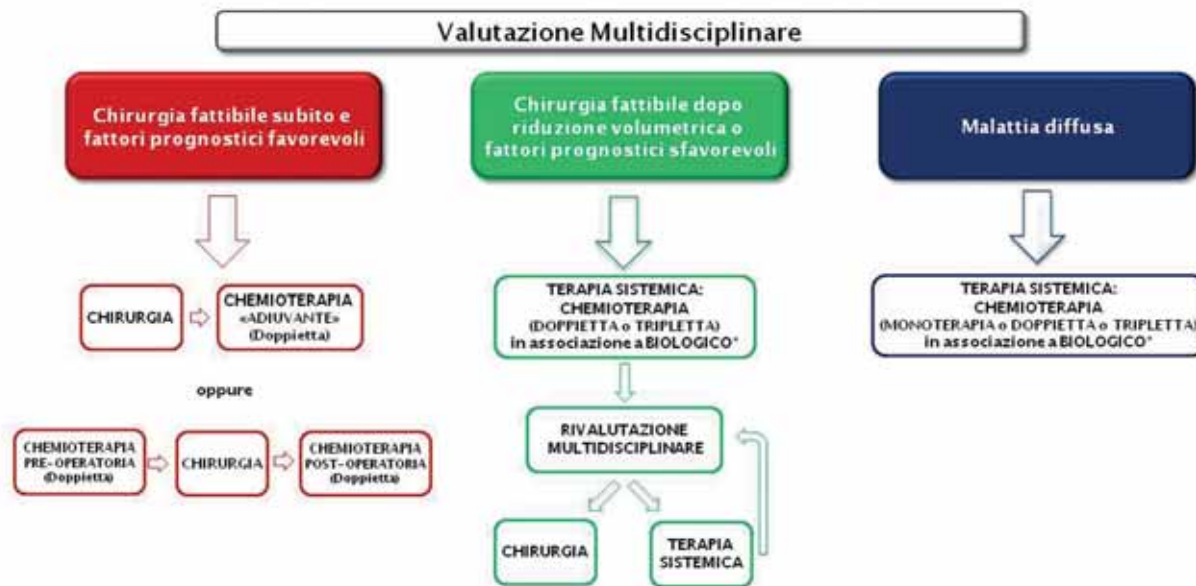 Valutazione Multidisciplinare
Chirurgia fattibile subito e
fattori prognostici favorevoli
Chirurgia fattibile dopo
riduzione volumetrica o
fattori prognostici sfavorevoli
Malattia diffusa
CHIRURGIA
CHEMIOTERAPIA
«ADIUVANTE»
(Doppietta)
oppure
CHEMIOTERAPIA
PRE-OPERATORIA
(Doppietta)
CHIRURGIA
CHEMIOTERAPIA
POST-OPERATORIA
(Doppietta)
TERAPIA SISTEMICA:
CHEMIOTERAPIA
(DOPPIETTA o TRIPLETTA)
in associazione a BIOLOGICO*
RIVALUTAZIONE
MULTIDISCIPLINARE
CHIRURGIA
TERAPIA
SISTEMICA
TERAPIA SISTEMICA:
CHEMIOTERAPIA
(MONOTERAPIA o DOPPIETTA o TRIPLETTA)
in associazione a BIOLOGICO*